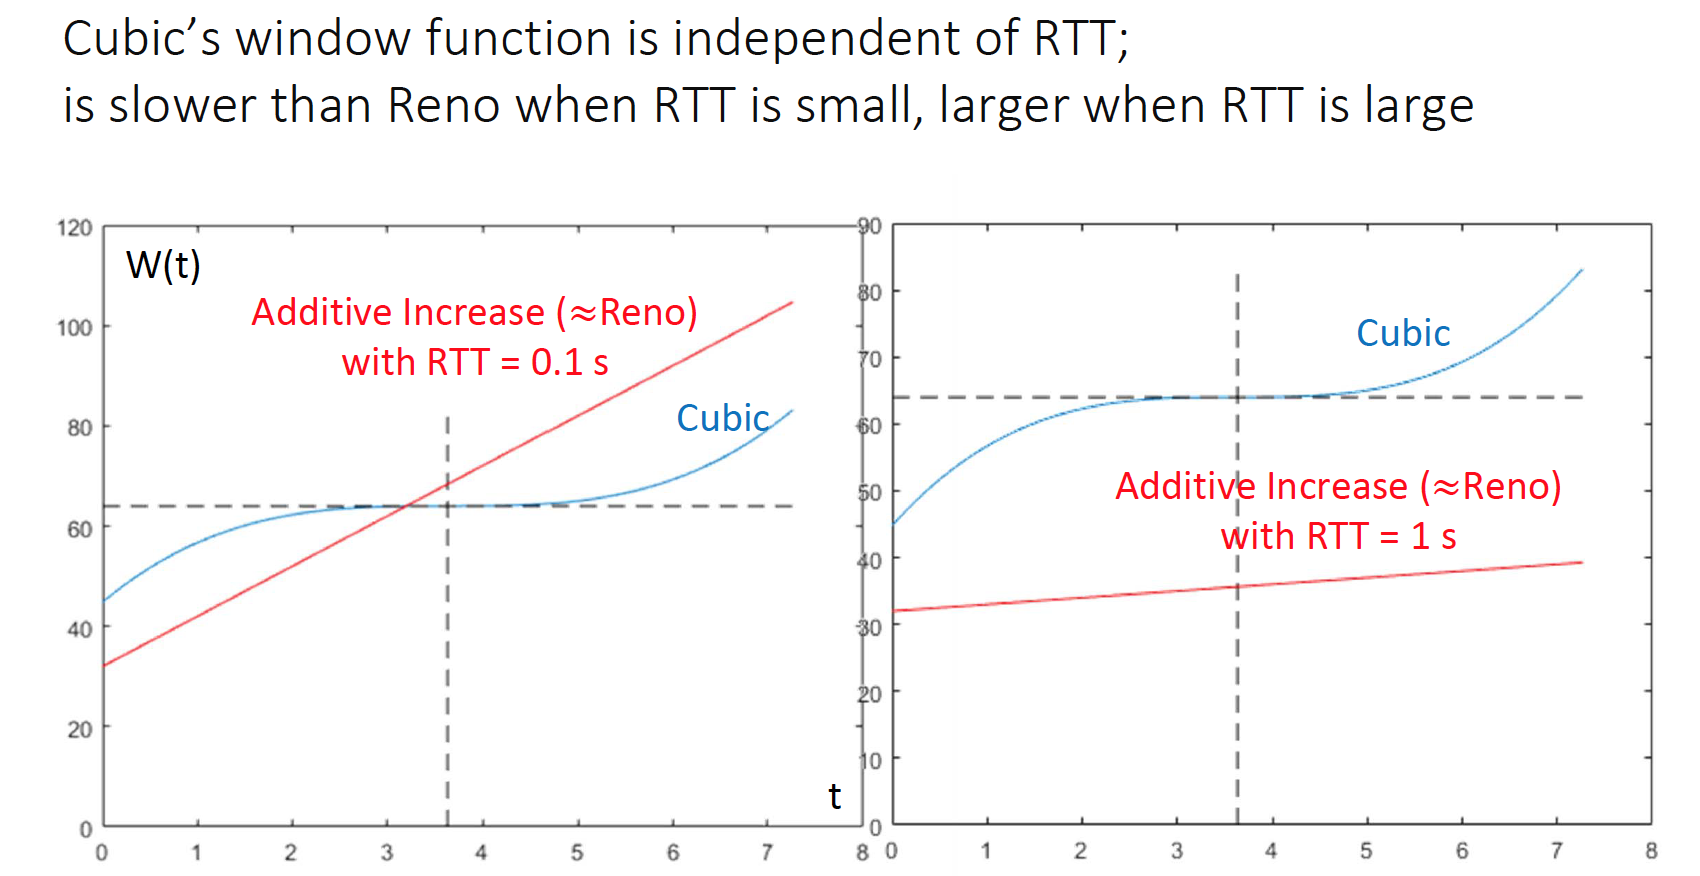 Cubic’s window function is independent of RTT;
is slower than Reno when RTT is small, larger when RTT is large
120
100
80
60
40
20
0
W(t)
Additive Increase (≈Reno)
with RTT = 0.1 s
Cubic
t
0 1 2 3 4 5 6 7 8
90
80
70
60
50
40
30
20
10
0
Cubic
Additive Increase (≈Reno)
with RTT = 1 s
0 1 2 3 4 5 6 7 8